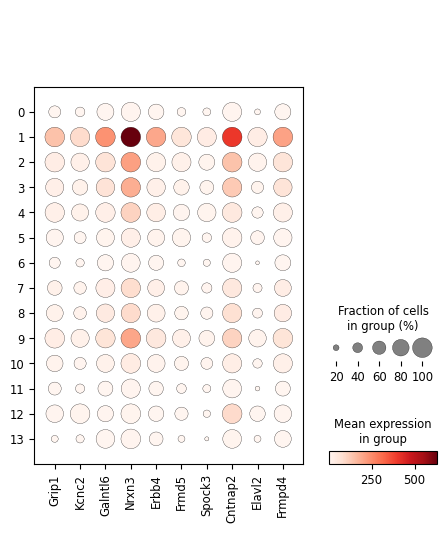 0
1
2
3
4
5
6
7
8
9
10
11
12
13
Grip1
Kcnc2
Galntl6
Nrxn3
Erbb4
Frmd5
Spock3
Cntnap2
Elavl2
Frmpd4
Fraction of cells
in group (%)
20 40 60 80 100
Mean expression
in group
250 500